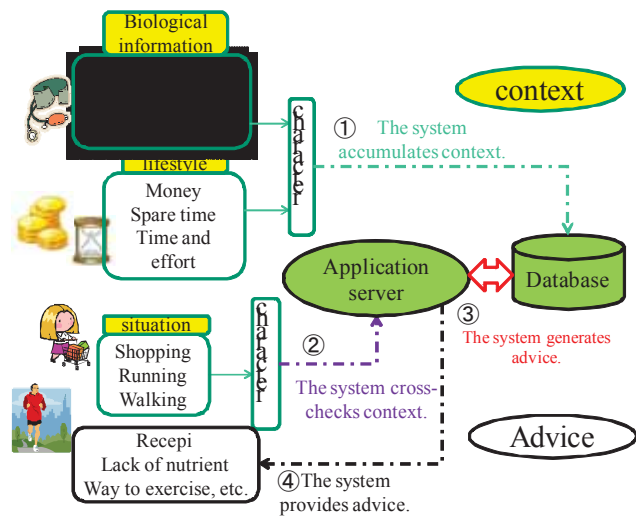 Biological
information
character
lifestyle
Money
Spare time
Time and
effort
context
① The system
accumulates context.
Application
server
Database
③
The system generates
advice.
situation
Shopping
Running
Walking
character
②
The system cross-
checks context.
Recepi
Lack of nutrient
Way to exercise, etc.
④ The system
provides advice.
Advice